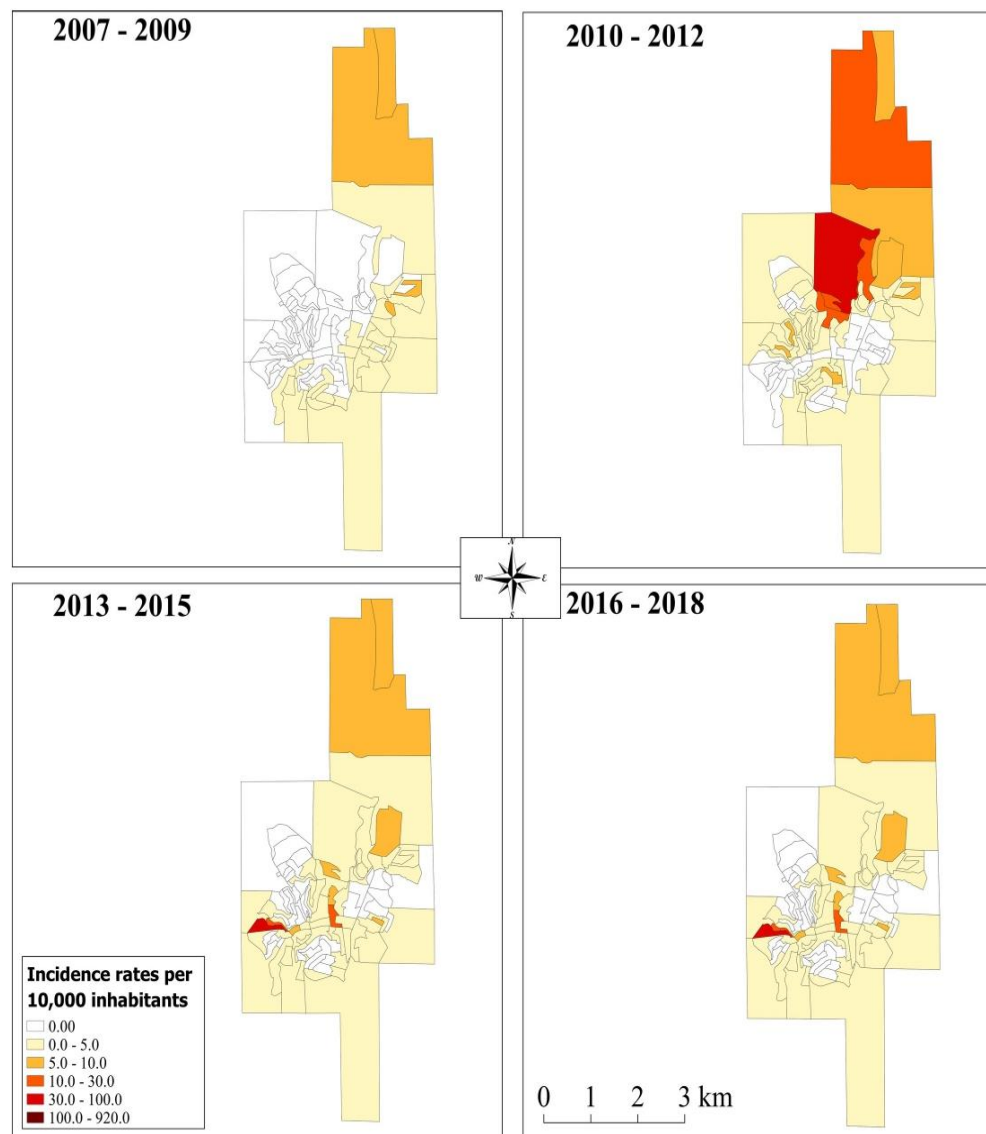 2007 - 2009
2010 - 2012
N
W
E
S
2013 - 2015
2016 - 2018
Incidence rates per
10,000 inhabitants
0.00
0.0 - 5.0
5.0 - 10.0
10.0 - 30.0
30.0 - 100.0
100.0 - 920.0
0 1 2 3 km